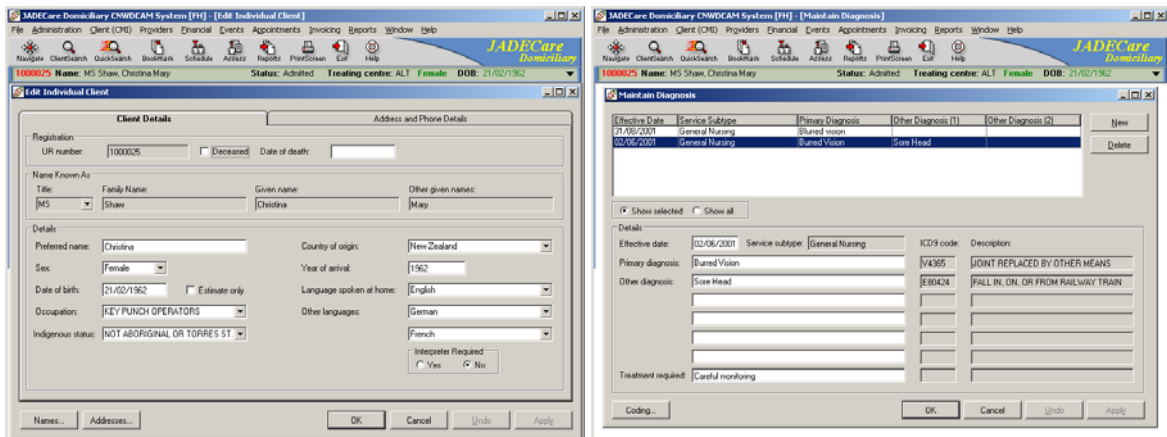 JADECare Domiciliary CNWDCAM System [FH] - [Edit Individual Client]
File Administration Client (CMI) Providers Financial Events Appointments Invoicing Reports Window Help
Navigate ClientSearch QuickSearch BookMark Schedule Assess Reports PrintScreen Exit Help
JADECare
Domiciliary
1000025 Name: MS Shaw, Christina Mary Status: Admitted Treating centre: ALT Female DOB: 21/02/1962
Edit Individual Client
Client Details Address and Phone Details
Registration
UR number: 1000025 Deceased Date of death:
Name Known As
Title: Family Name: Given name: Other given names:
MS Shaw Christina Mary
Details
Preferred name: Christina Country of origin: New Zealand
Sex: Female Year of arrival: 1962
Date of birth: 21/02/1962 Estimate only Language spoken at home: English
Occupation: KEY PUNCH OPERATORS Other languages: German
Indigenous status: NOT ABORIGINAL OR TORRES ST French
Interpreter Required
Yes No
Names... Addresses... OK Cancel Undo Apply
JADECare Domiciliary CNWDCAM System [FH] - [Maintain Diagnosis]
File Administration Client (CMI) Providers Financial Events Appointments Invoicing Reports Window Help
Navigate ClientSearch QuickSearch BookMark Schedule Assess Reports PrintScreen Exit Help
JADECare
Domiciliary
1000025 Name: MS Shaw, Christina Mary Status: Admitted Treating centre: ALT Female DOB: 21/02/1962
Maintain Diagnosis
Effective Date Service Subtype Primary Diagnosis Other Diagnosis (1) Other Diagnosis (2) New
31/08/2001 General Nursing Blurred vision
02/06/2001 General Nursing Burred Vision Sore Head Delete
Show selected Show all
Details
Effective date: 02/06/2001 Service subtype: General Nursing ICD9 code: Description:
Primary diagnosis: Burred Vision V4365 JOINT REPLACED BY OTHER MEANS
Other diagnosis: Sore Head E80424 FALL IN, ON, OR FROM RAILWAY TRAIN
Treatment required: Careful monitoring
Coding... OK Cancel Undo Apply